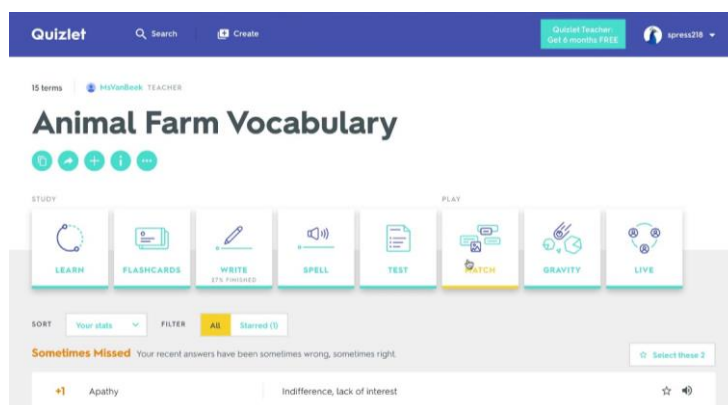 Quizlet Search Create Quizlet Teacher: spress218
Get 6 months FREE
15 terms MsVanBeek TEACHER
Animal Farm Vocabulary
STUDY PLAY
LEARN FLASHCARDS WRITE SPELL TEST MATCH GRAVITY LIVE
27% FINISHED
SORT Your stats FILTER All Starred (1)
Sometimes Missed Your recent answers have been sometimes wrong, sometimes right. Select these 2
+1 Apathy Indifference, lack of interest